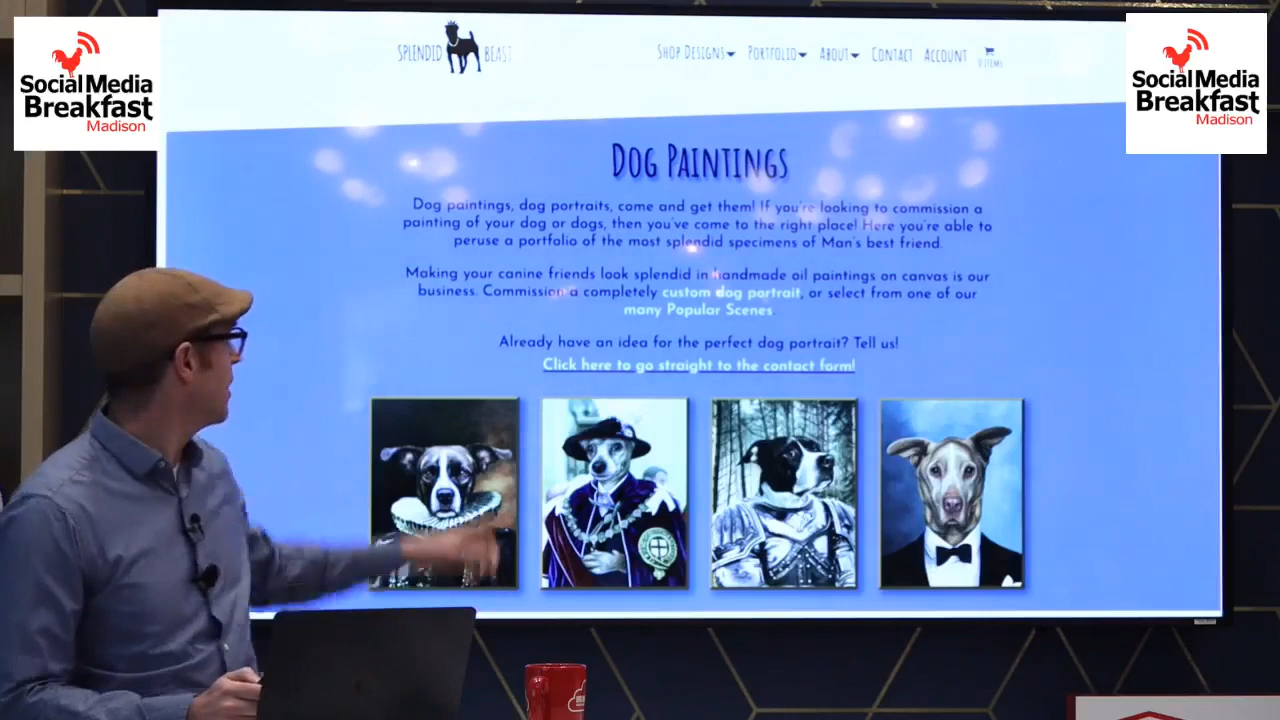 Social Media
Breakfast
Madison
SPLENDID BEAST
SHOP DESIGNS PORTFOLIO ABOUT CONTACT ACCOUNT
0 ITEMS
Social Media
Breakfast
Madison
DOG PAINTINGS
Dog paintings, dog portraits, come and get them! If you're looking to commission a
painting of your dog or dogs, then you've come to the right place! Here you're able to
peruse a portfolio of the most splendid specimens of Man's best friend.
Making your canine friends look splendid in handmade oil paintings on canvas is our
business. Commission a completely custom dog portrait, or select from one of our
many Popular Scenes.
Already have an idea for the perfect dog portrait? Tell us!
Click here to go straight to the contact form!